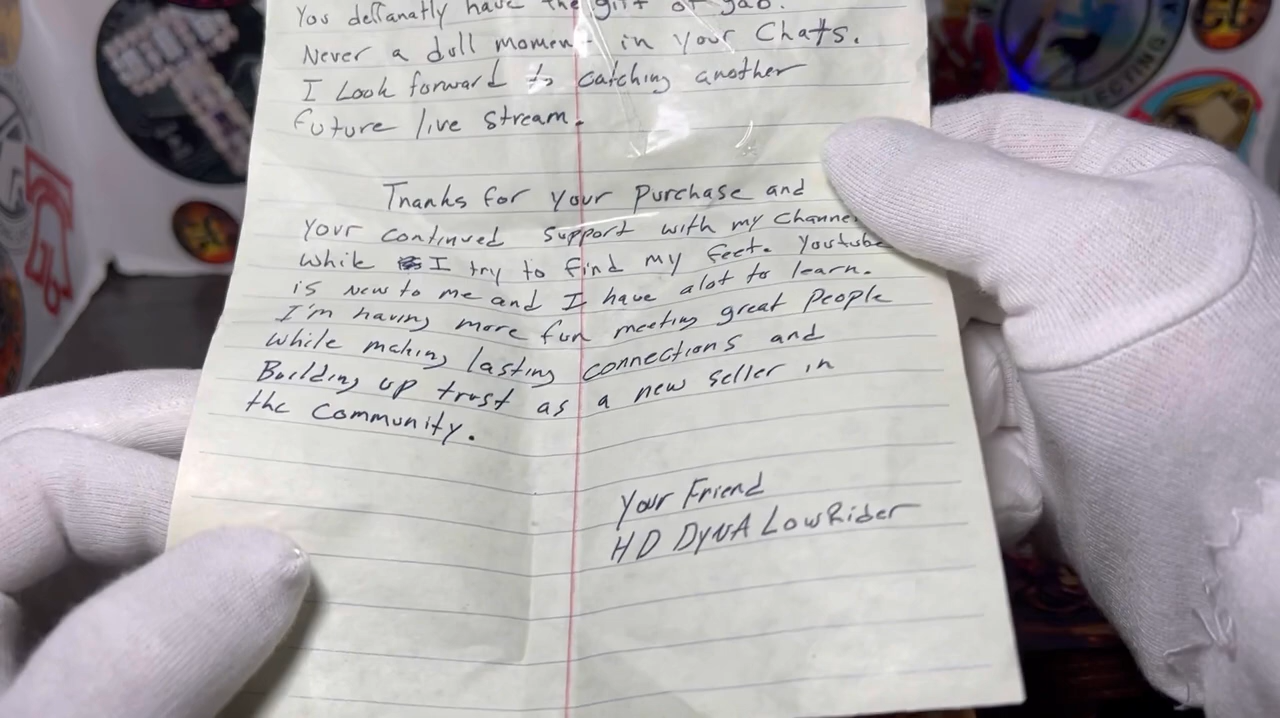 You deffanatly have the gift of gab.
Never a doll moment in your Chats.
I Look forward to catching another
future live stream.
Thanks for your purchase and
your continued support with my channel
while I try to find my feet. Youtube
is new to me and I have alot to learn.
I'm having more fun meeting great people
while making lasting connections and
Building up trust as a new seller in
the community.
Your Friend
HD DyNA LowRider
ECTING